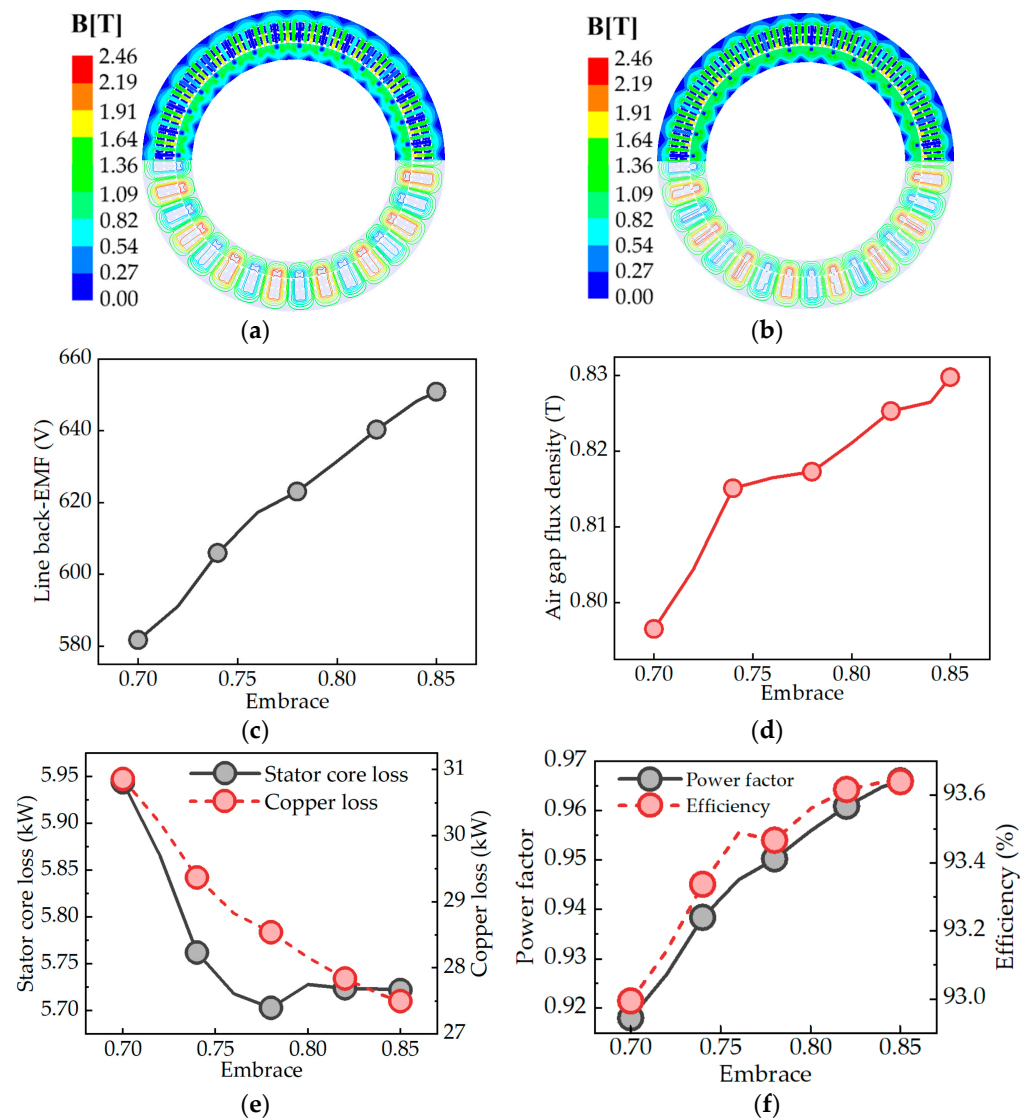 B[T]
2.46
2.19
1.91
1.64
1.36
1.09
0.82
0.54
0.27
0.00
(a)
B[T]
2.46
2.19
1.91
1.64
1.36
1.09
0.82
0.54
0.27
0.00
(b)
Line back-EMF (V)
660
640
620
600
580
0.70 0.75 0.80 0.85
Embrace
(c)
Air gap flux density (T)
0.83
0.82
0.81
0.80
0.70 0.75 0.80 0.85
Embrace
(d)
Stator core loss (kW)
5.95
5.90
5.85
5.80
5.75
5.70
Stator core loss
Copper loss
31
30
29
28
27
Copper loss (kW)
0.70 0.75 0.80 0.85
Embrace
(e)
Power factor
0.97
0.96
0.95
0.94
0.93
0.92
Power factor
Efficiency
93.6
93.4
93.2
93.0
Efficiency (%)
0.70 0.75 0.80 0.85
Embrace
(f)